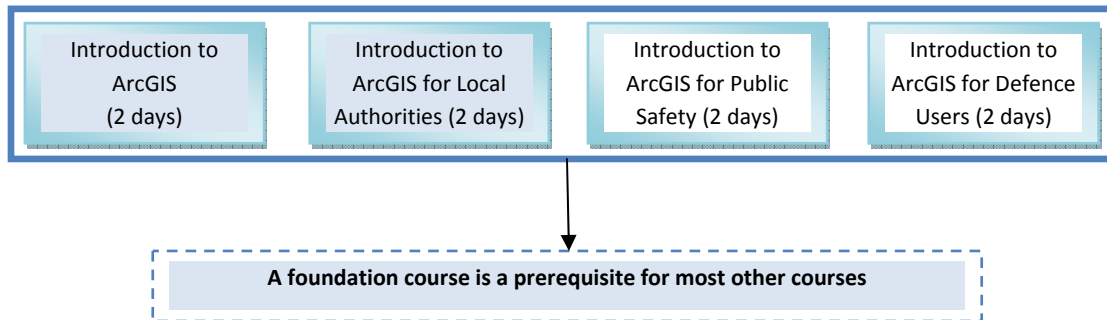 Introduction to
ArcGIS
(2 days)
Introduction to
ArcGIS for Local
Authorities (2 days)
Introduction to
ArcGIS for Public
Safety (2 days)
Introduction to
ArcGIS for Defence
Users (2 days)
A foundation course is a prerequisite for most other courses